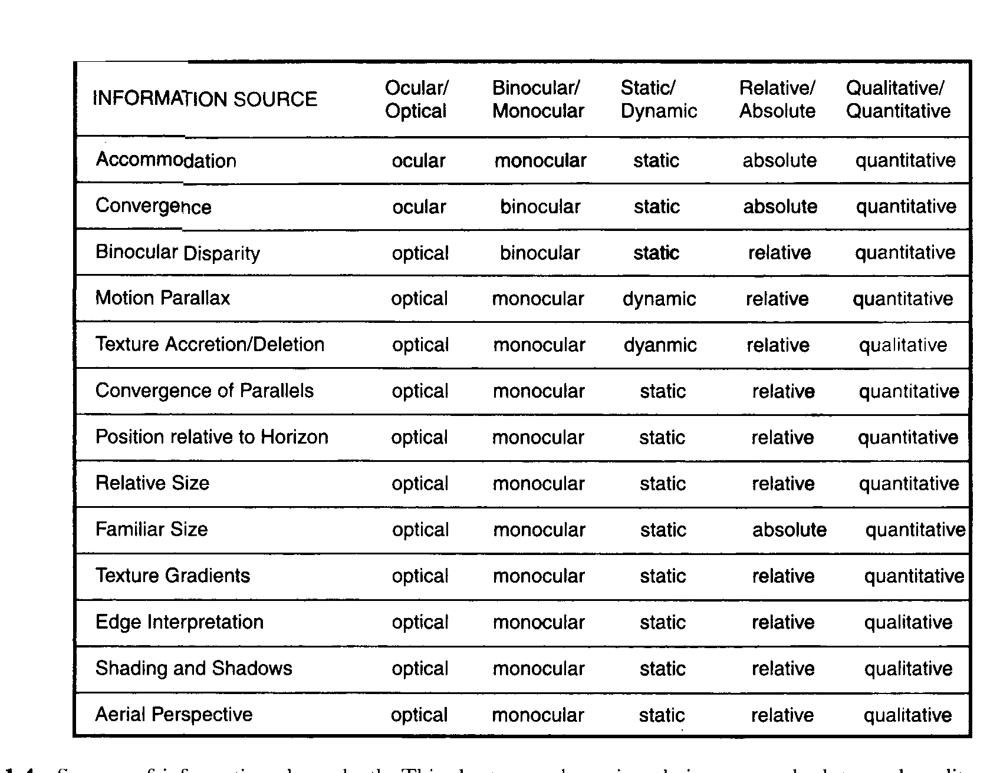 INFORMATION SOURCE Ocular/ Optical Binocular/ Monocular Static/ Dynamic Relative/ Absolute Qualitative/ Quantitative
Accommodation ocular monocular static absolute quantitative
Convergence ocular binocular static absolute quantitative
Binocular Disparity optical binocular static relative quantitative
Motion Parallax optical monocular dynamic relative quantitative
Texture Accretion/Deletion optical monocular dyanmic relative qualitative
Convergence of Parallels optical monocular static relative quantitative
Position relative to Horizon optical monocular static relative quantitative
Relative Size optical monocular static relative quantitative
Familiar Size optical monocular static absolute quantitative
Texture Gradients optical monocular static relative quantitative
Edge Interpretation optical monocular static relative qualitative
Shading and Shadows optical monocular static relative qualitative
Aerial Perspective optical monocular static relative qualitative